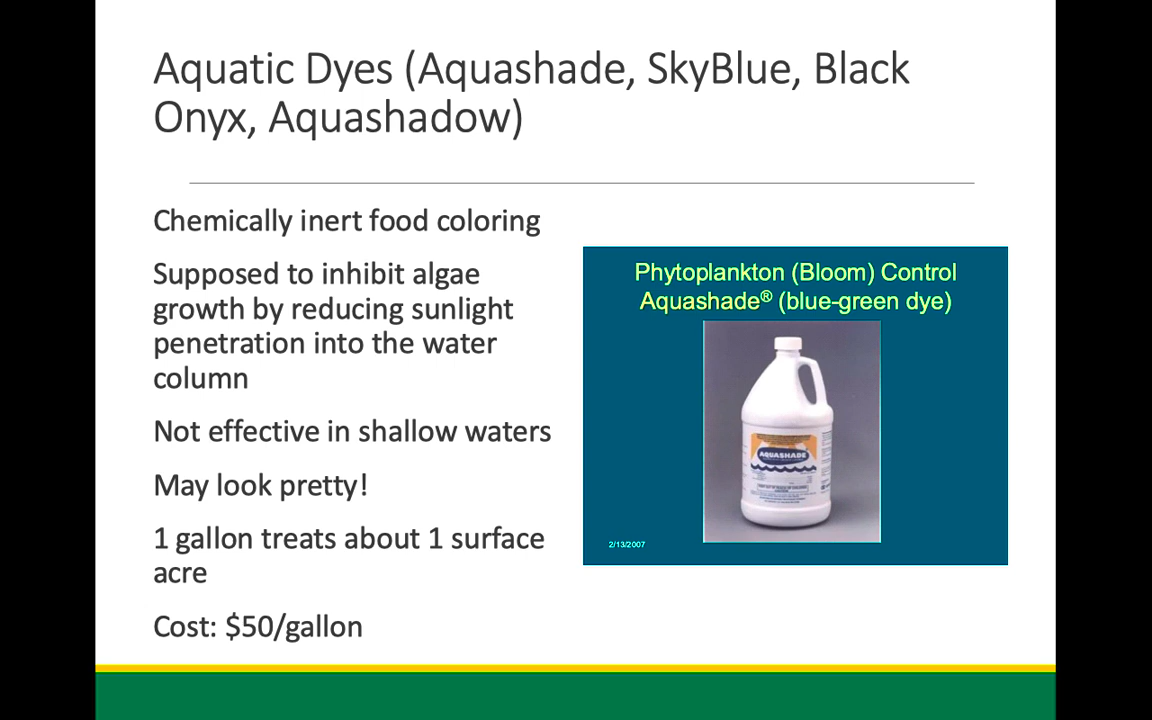 Aquatic Dyes (Aquashade, SkyBlue, Black
Onyx, Aquashadow)
Chemically inert food coloring
Supposed to inhibit algae
growth by reducing sunlight
penetration into the water
column
Not effective in shallow waters
May look pretty!
1 gallon treats about 1 surface
acre
Cost: $50/gallon
Phytoplankton (Bloom) Control
Aquashade® (blue-green dye)
AQUASHADE
2/13/2007